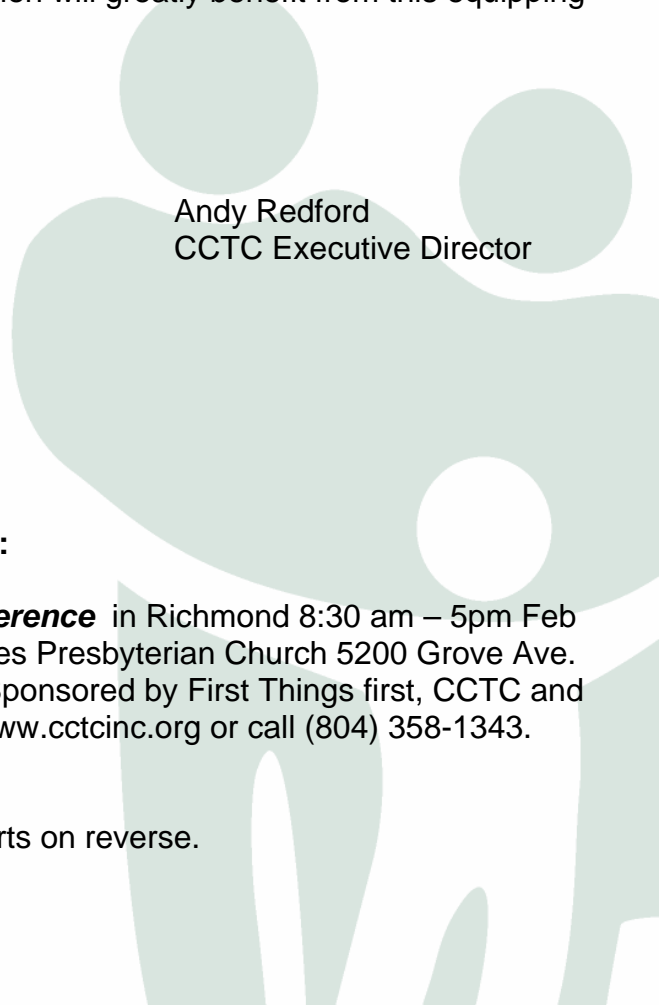 will greatly benefit from this equipping
Andy Redford
CCTC Executive Director
:
erence in Richmond 8:30 am – 5pm Feb
es Presbyterian Church 5200 Grove Ave.
ponsored by First Things first, CCTC and
ww.cctcinc.org or call (804) 358-1343.
rts on reverse.